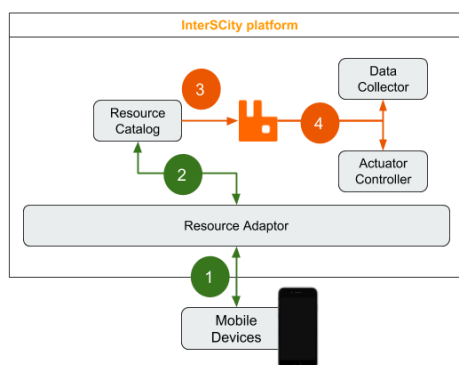 InterSCity platform
3
Data
Collector
Resource
Catalog
4
Actuator
Controller
2
Resource Adaptor
1
Mobile
Devices